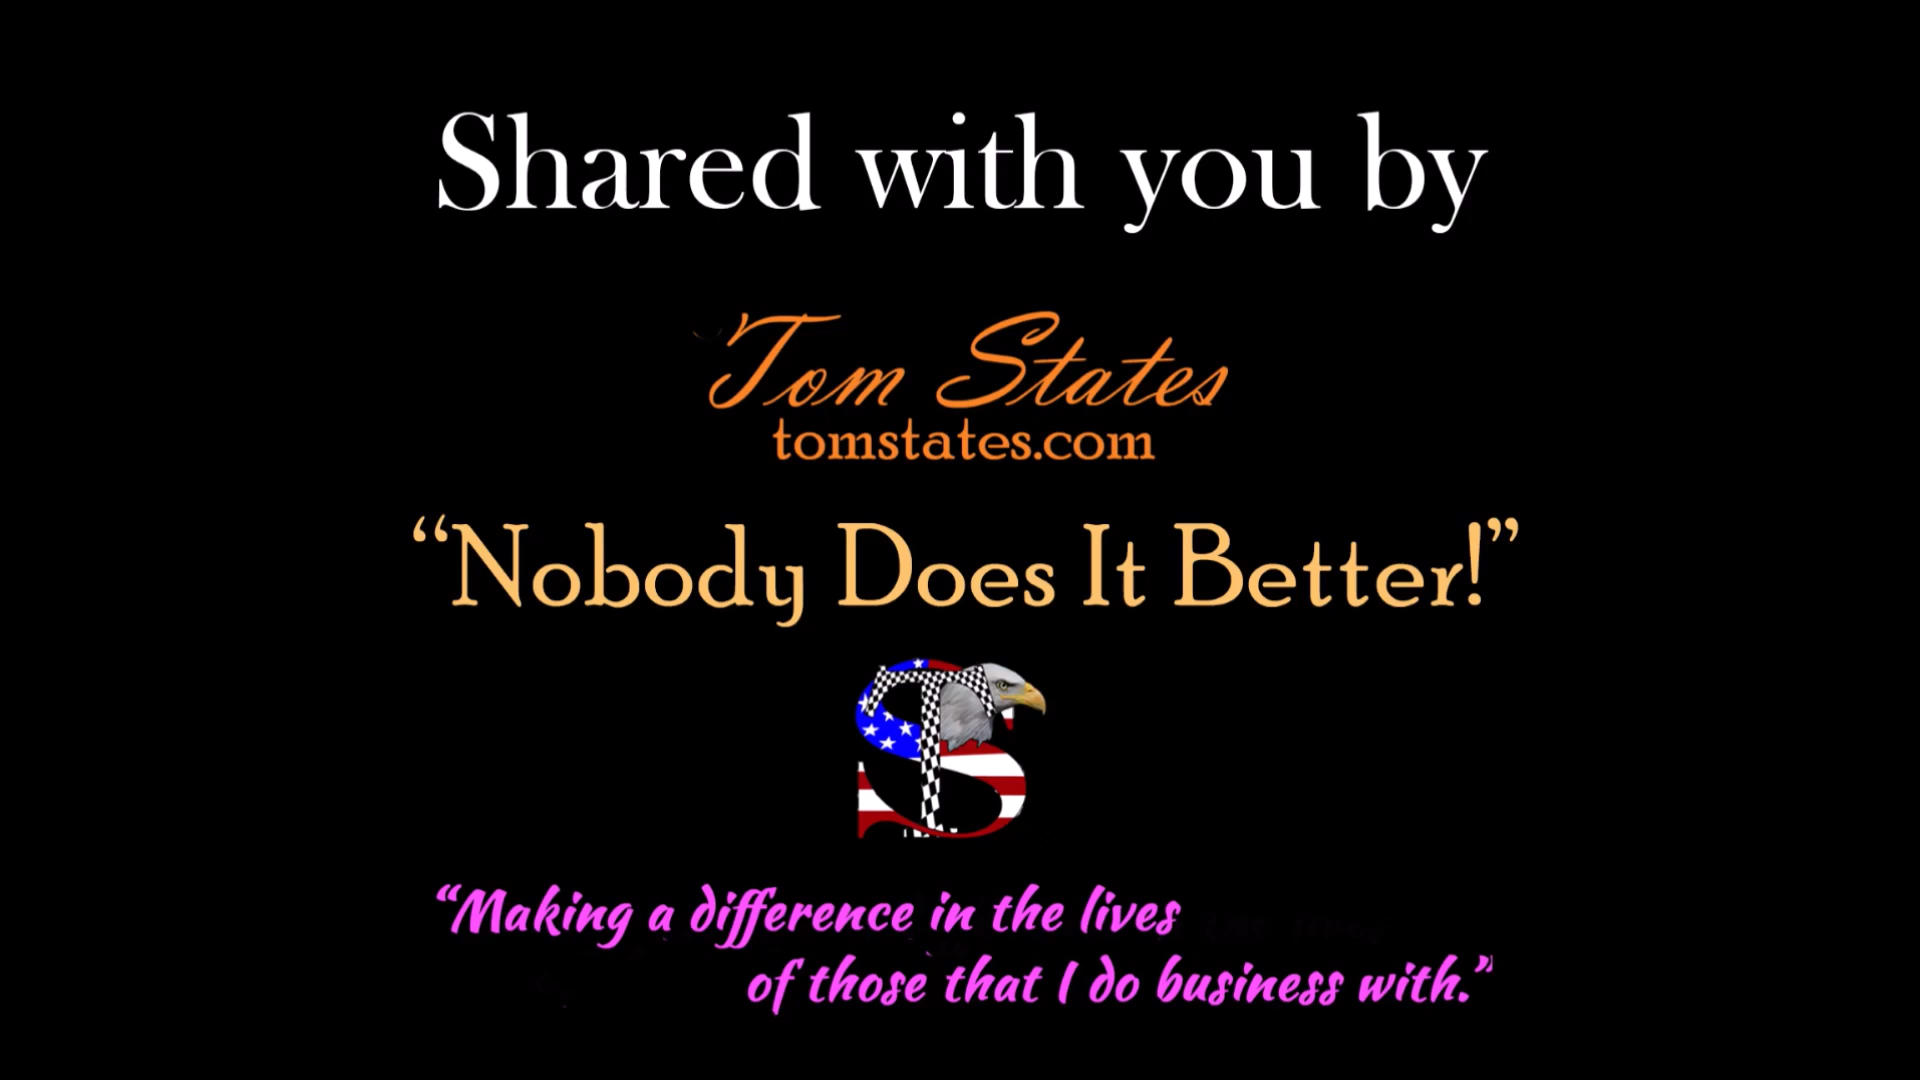 Shared with you by
Tom States
tomstates.com
“Nobody Does It Better!”
TS
“Making a difference in the lives
of those that I do business with.”